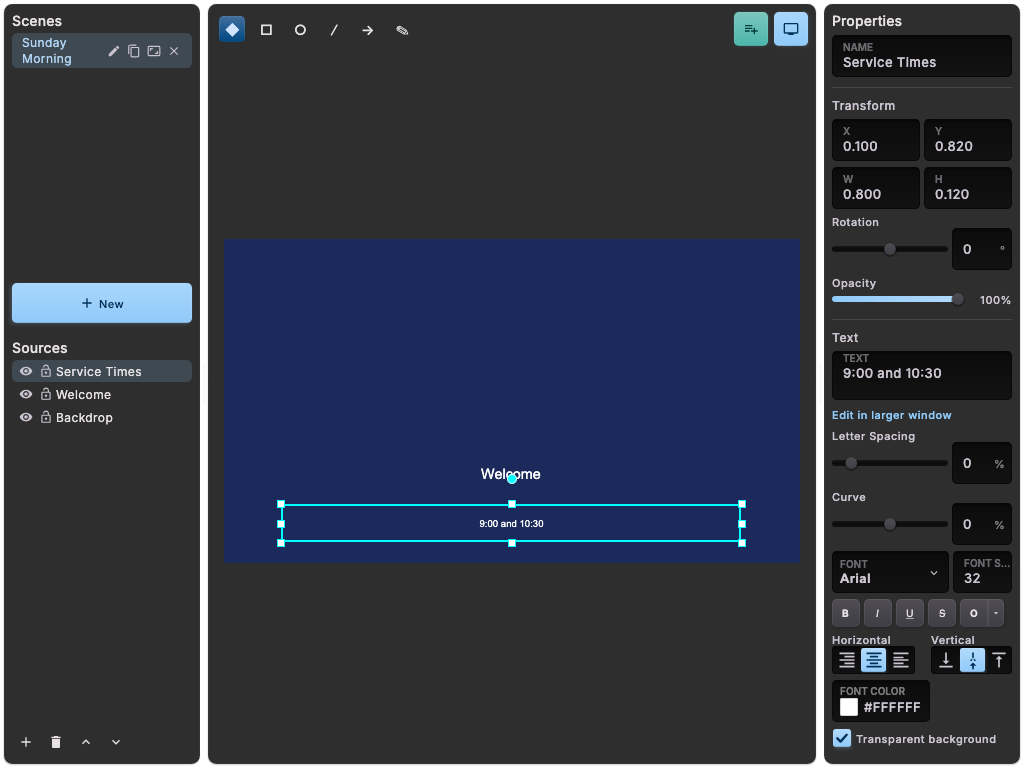 Scenes
Sunday
Morning
New
Sources
Service Times
Welcome
Backdrop
Welcome
9:00 and 10:30
Properties
NAME
Service Times
Transform
X
0.100
Y
0.820
W
0.800
H
0.120
Rotation
0 °
Opacity
100%
Text
TEXT
9:00 and 10:30
Edit in larger window
Letter Spacing
0 %
Curve
0 %
FONT
Arial
FONT S...
32
B I U S O
Horizontal
Vertical
FONT COLOR
#FFFFFF
Transparent background